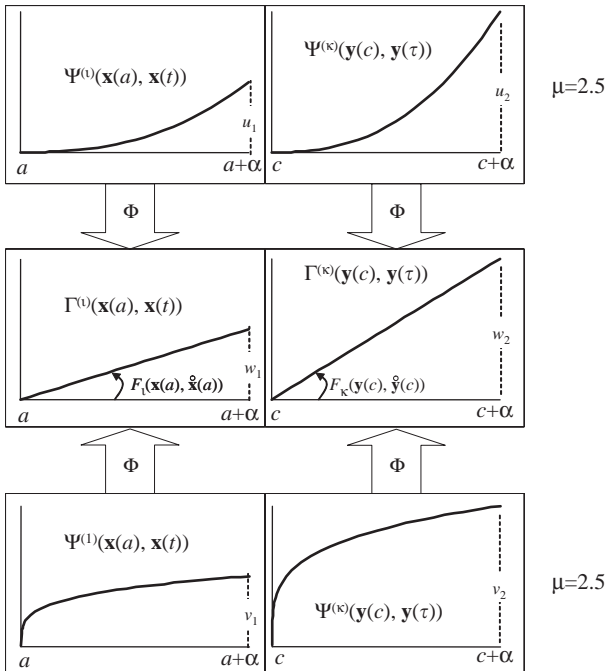 Ψ⁽ᶥ⁾(x(a), x(t))
u₁
a
a+α
Ψ⁽ᵏ⁾(y(c), y(τ))
u₂
c
c+α
μ=2.5
Φ
Φ
Γ⁽ᶥ⁾(x(a), x(t))
w₁
F_ι(x(a), x̊(a))
a
a+α
Γ⁽ᵏ⁾(y(c), y(τ))
w₂
F_κ(y(c), ẙ(c))
c
c+α
Φ
Φ
Ψ⁽¹⁾(x(a), x(t))
v₁
a
a+α
v₂
Ψ⁽ᵏ⁾(y(c), y(τ))
c
c+α
μ=2.5